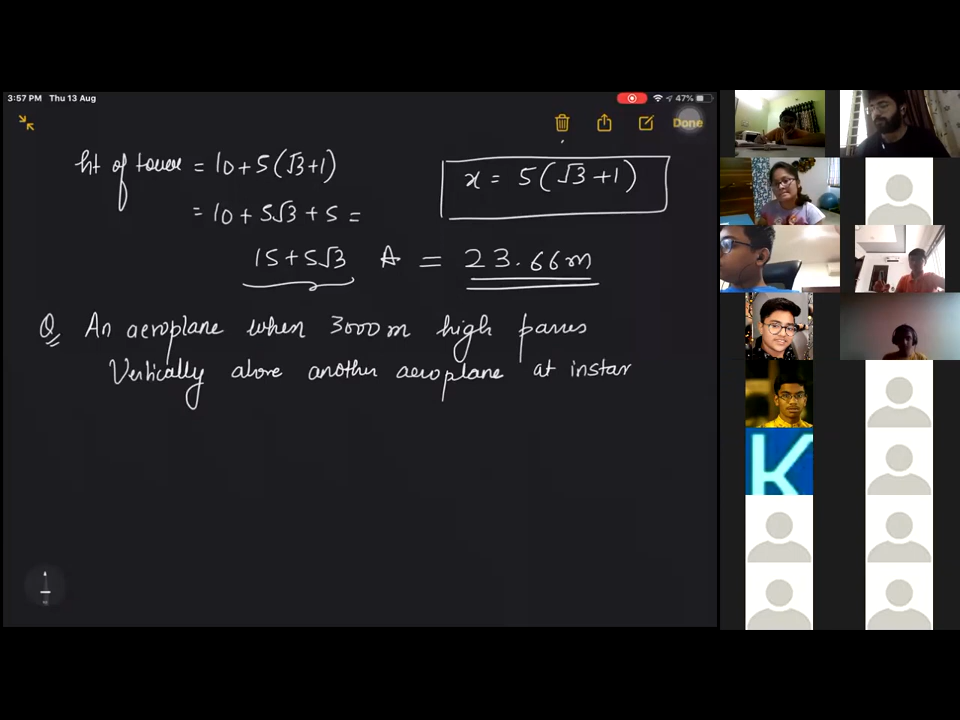 3:57 PM Thu 13 Aug
47%
Done
ht of tower = 10+5(√3+1)
x = 5(√3+1)
= 10+5√3+5 =
15+5√3 A = 23.66m
Q An aeroplane when 3000m high passes
Vertically above another aeroplane at instan
K